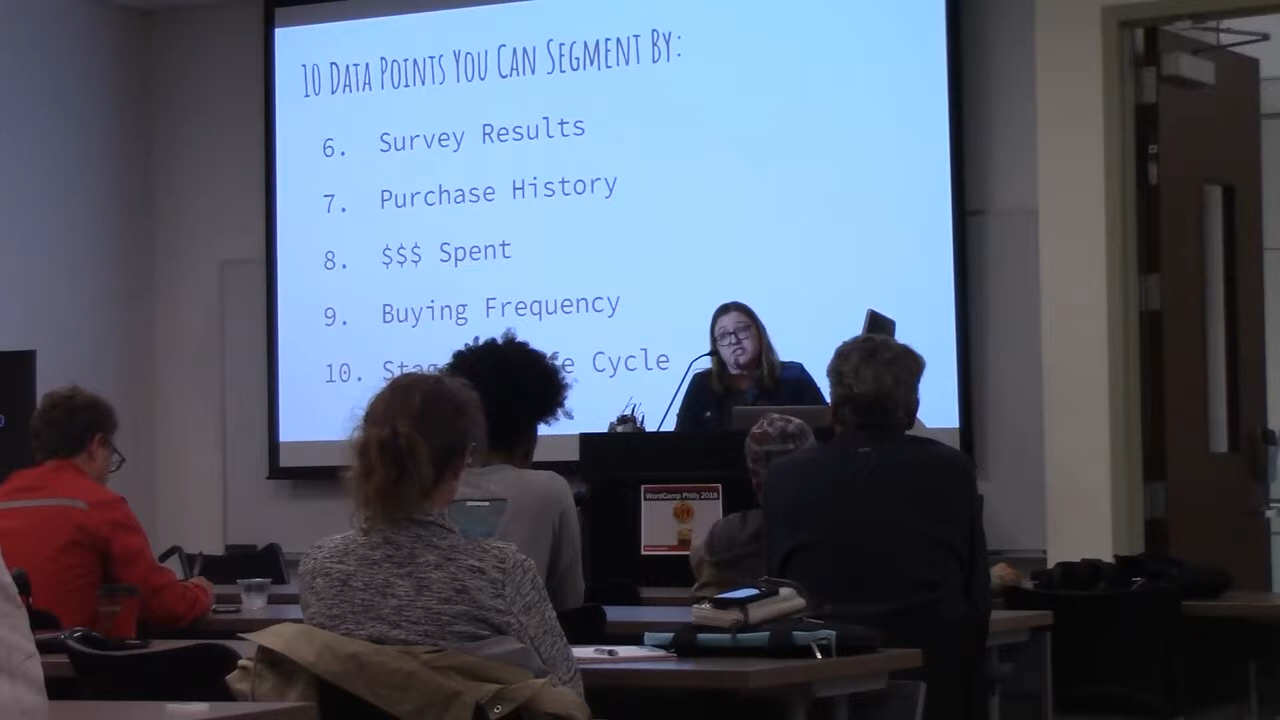 10 Data Points You Can Segment By:
6. Survey Results
7. Purchase History
8. $$$ Spent
9. Buying Frequency
10. Cycle
WordCamp Philly 2018